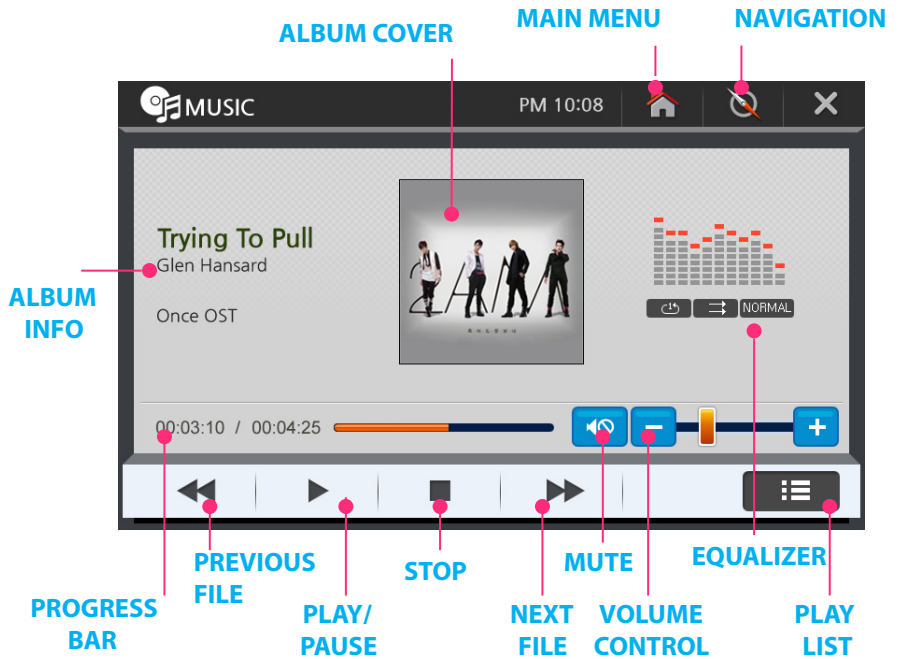 MAIN MENU
NAVIGATION
ALBUM COVER
MUSIC
PM 10:08
Trying To Pull
Glen Hansard
Once OST
ALBUM
INFO
2AM
1
NORMAL
00:03:10 / 00:04:25
PREVIOUS
FILE
STOP
MUTE
EQUALIZER
PROGRESS
BAR
PLAY/
PAUSE
NEXT
FILE
VOLUME
CONTROL
PLAY
LIST